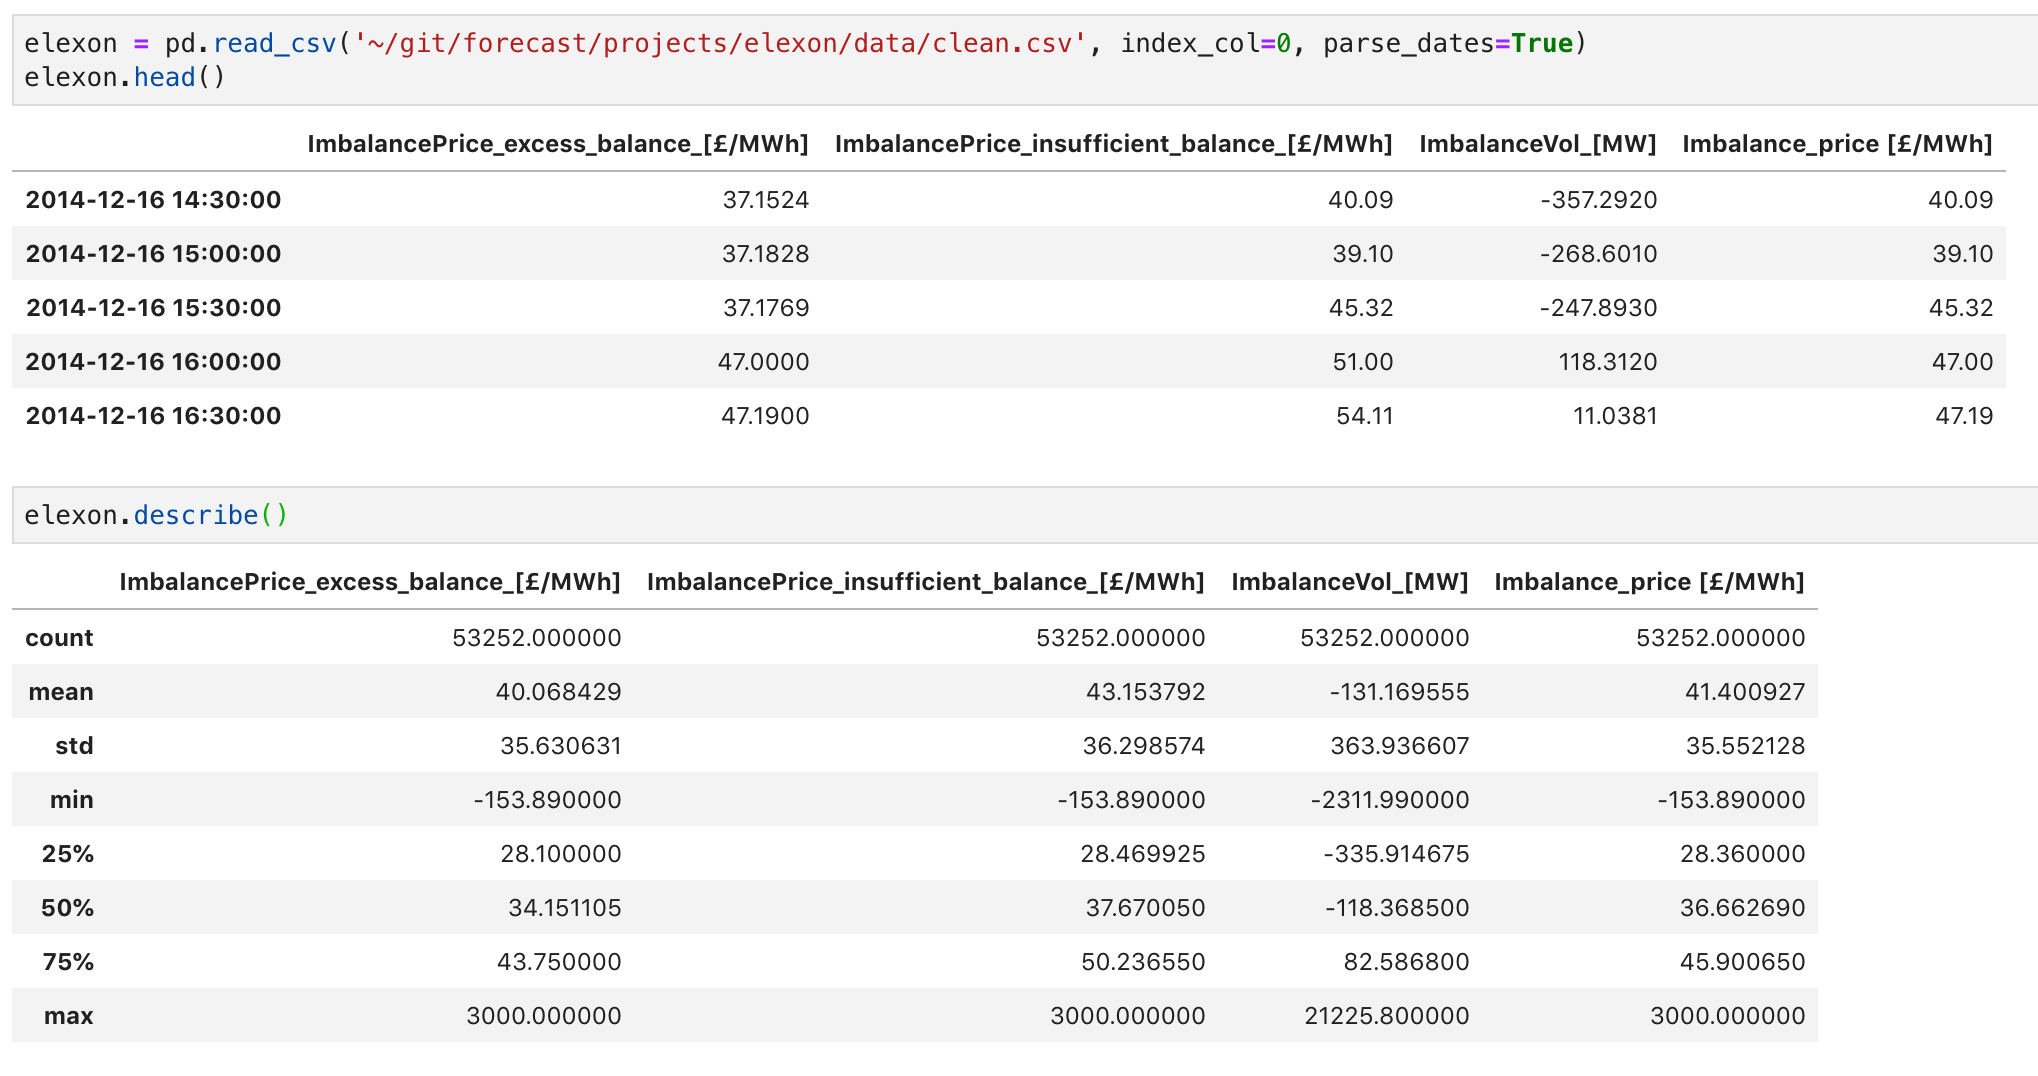 elexon = pd.read_csv('~/git/forecast/projects/elexon/data/clean.csv', index_col=0, parse_dates=True)
elexon.head()
ImbalancePrice_excess_balance_[£/MWh] ImbalancePrice_insufficient_balance_[£/MWh] ImbalanceVol_[MW] Imbalance_price [£/MWh]
2014-12-16 14:30:00 37.1524 40.09 -357.2920 40.09
2014-12-16 15:00:00 37.1828 39.10 -268.6010 39.10
2014-12-16 15:30:00 37.1769 45.32 -247.8930 45.32
2014-12-16 16:00:00 47.0000 51.00 118.3120 47.00
2014-12-16 16:30:00 47.1900 54.11 11.0381 47.19
elexon.describe()
ImbalancePrice_excess_balance_[£/MWh] ImbalancePrice_insufficient_balance_[£/MWh] ImbalanceVol_[MW] Imbalance_price [£/MWh]
count 53252.000000 53252.000000 53252.000000 53252.000000
mean 40.068429 43.153792 -131.169555 41.400927
std 35.630631 36.298574 363.936607 35.552128
min -153.890000 -153.890000 -2311.990000 -153.890000
25% 28.100000 28.469925 -335.914675 28.360000
50% 34.151105 37.670050 -118.368500 36.662690
75% 43.750000 50.236550 82.586800 45.900650
max 3000.000000 3000.000000 21225.800000 3000.000000